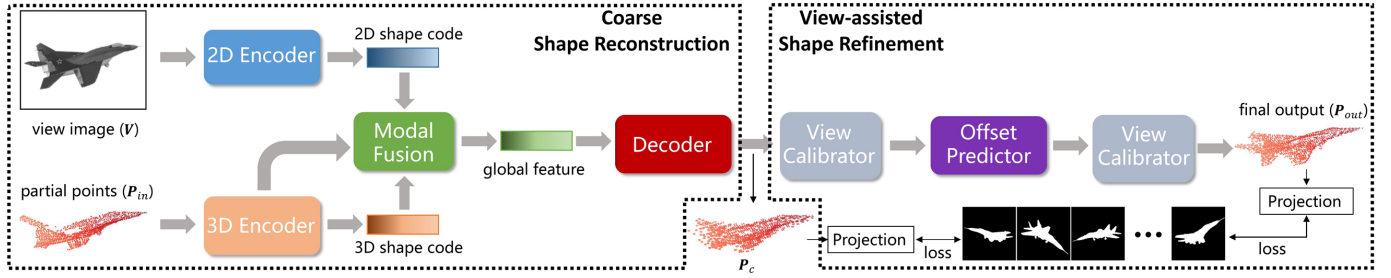 Coarse
Shape Reconstruction
View-assisted
Shape Refinement
view image (V)
2D Encoder
2D shape code
Modal
Fusion
global feature
Decoder
partial points (P_in)
3D Encoder
3D shape code
P_c
View
Calibrator
Offset
Predictor
View
Calibrator
final output (P_out)
Projection
loss
loss
Projection